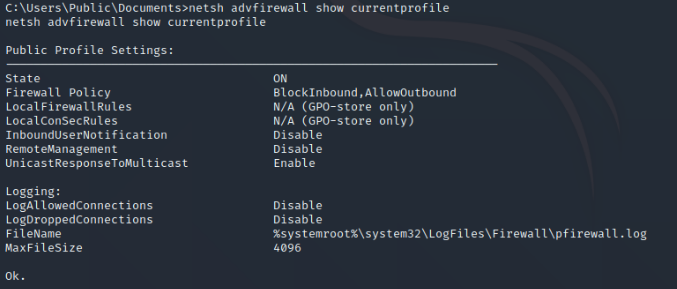 C:\Users\Public\Documents>netsh advfirewall show currentprofile
netsh advfirewall show currentprofile
Public Profile Settings:
----------------------------------------------------------------------
State ON
Firewall Policy BlockInbound,AllowOutbound
LocalFirewallRules N/A (GPO-store only)
LocalConSecRules N/A (GPO-store only)
InboundUserNotification Disable
RemoteManagement Disable
UnicastResponseToMulticast Enable
Logging:
LogAllowedConnections Disable
LogDroppedConnections Disable
FileName %systemroot%\system32\LogFiles\Firewall\pfirewall.log
MaxFileSize 4096
Ok.